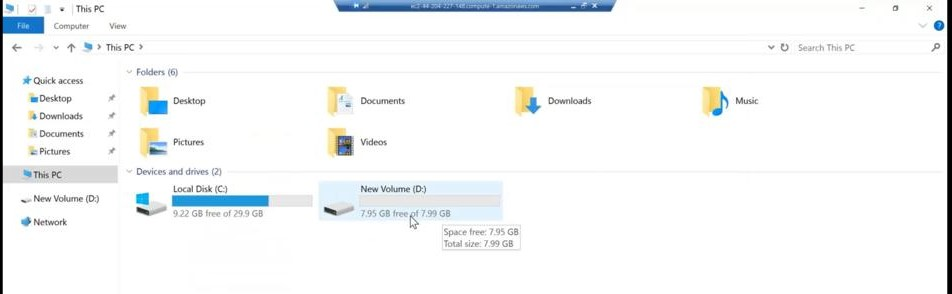 This PC
ec2-44-204-227-148.compute-1.amazonaws.com
File Computer View
This PC
Search This PC
Quick access
Desktop
Downloads
Documents
Pictures
This PC
New Volume (D:)
Network
Folders (6)
Desktop
Documents
Downloads
Music
Pictures
Videos
Devices and drives (2)
Local Disk (C:)
9.22 GB free of 29.9 GB
New Volume (D:)
7.95 GB free of 7.99 GB
Space free: 7.95 GB
Total size: 7.99 GB